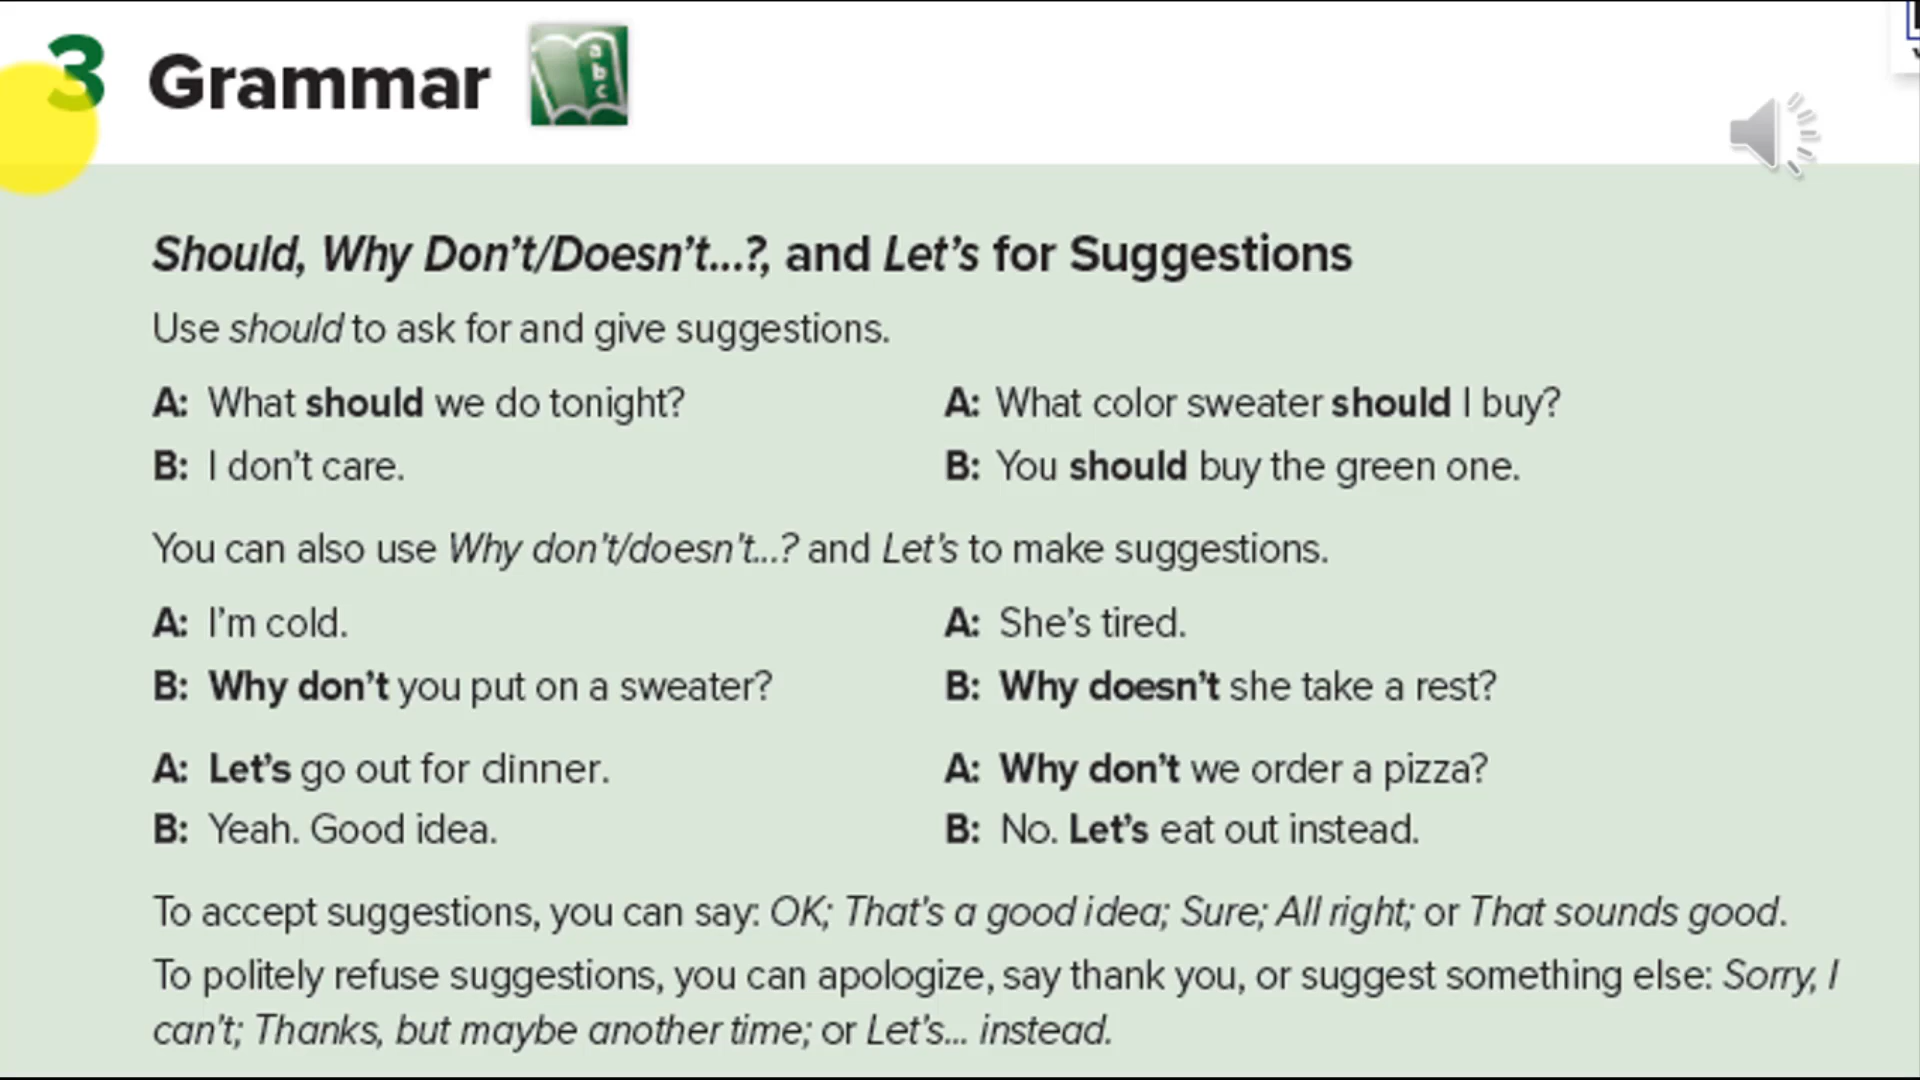 3 Grammar
a
b
c
Should, Why Don't/Doesn't...?, and Let's for Suggestions
Use should to ask for and give suggestions.
A: What should we do tonight?
B: I don't care.
A: What color sweater should I buy?
B: You should buy the green one.
You can also use Why don't/doesn't...? and Let's to make suggestions.
A: I'm cold.
B: Why don't you put on a sweater?
A: She's tired.
B: Why doesn't she take a rest?
A: Let's go out for dinner.
B: Yeah. Good idea.
A: Why don't we order a pizza?
B: No. Let's eat out instead.
To accept suggestions, you can say: OK; That's a good idea; Sure; All right; or That sounds good.
To politely refuse suggestions, you can apologize, say thank you, or suggest something else: Sorry, I
can't; Thanks, but maybe another time; or Let's... instead.